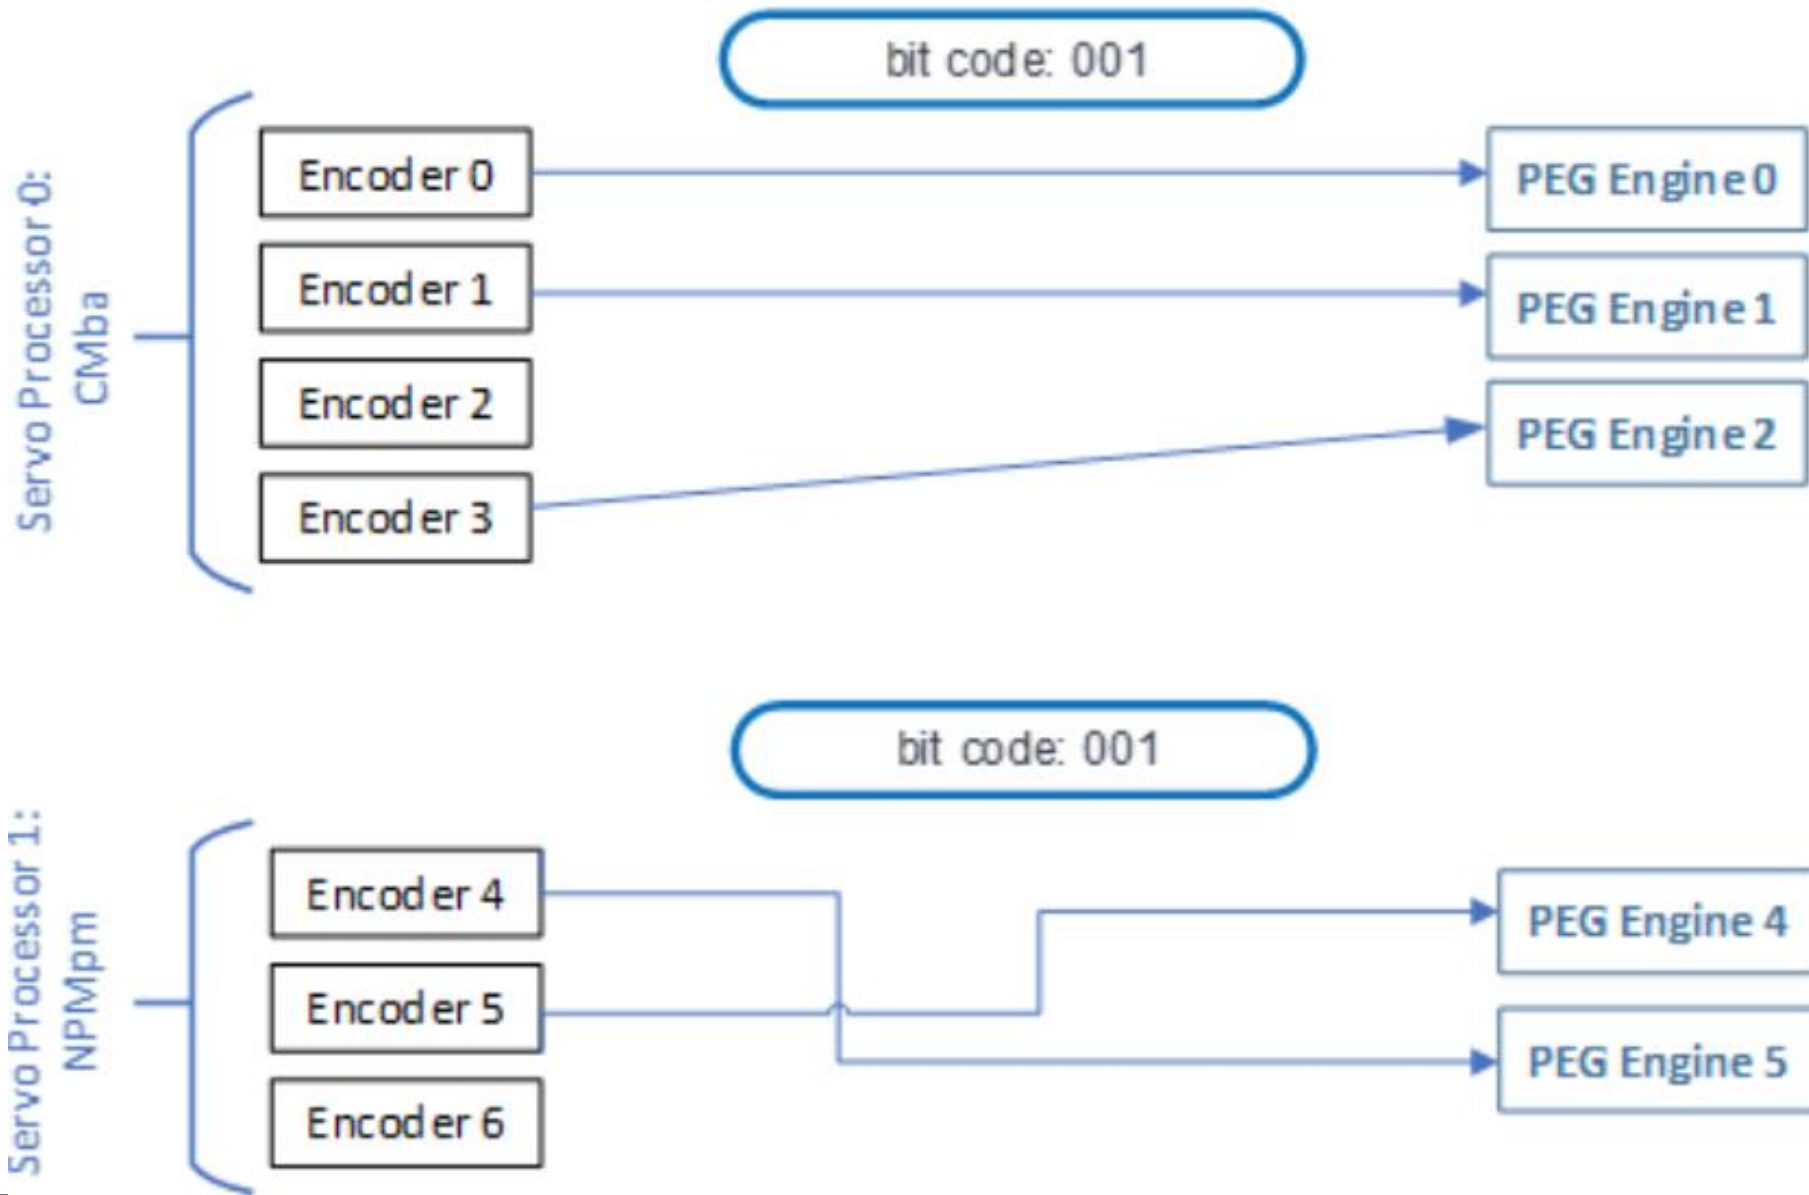 bit code: 001
Servo Processor 0:
CMba
Encoder 0
Encoder 1
Encoder 2
Encoder 3
PEG Engine 0
PEG Engine 1
PEG Engine 2
bit code: 001
Servo Processor 1:
NPMpm
Encoder 4
Encoder 5
Encoder 6
PEG Engine 4
PEG Engine 5